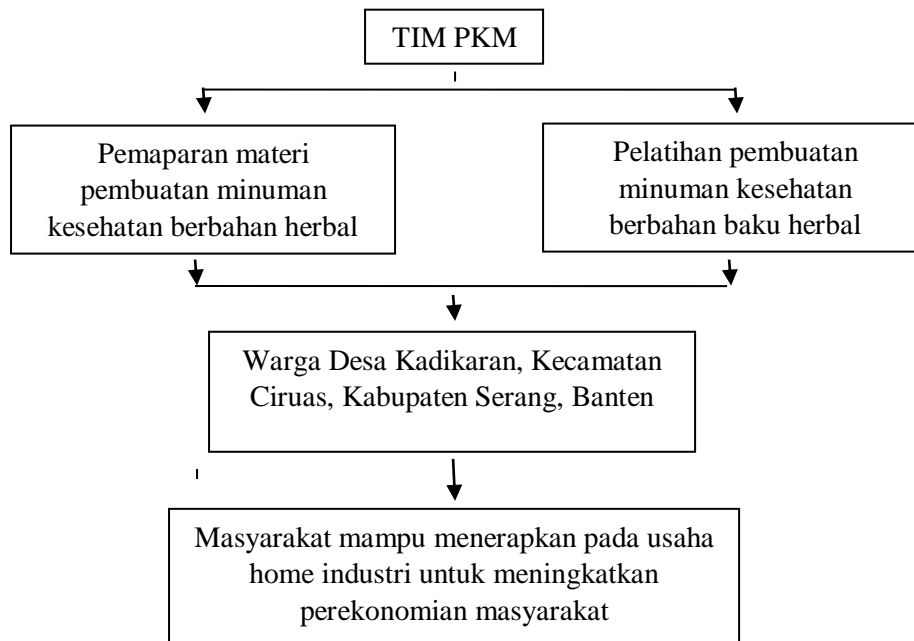 TIM PKM
Pemaparan materi
pembuatan minuman
kesehatan berbahan herbal
Pelatihan pembuatan
minuman kesehatan
berbahan baku herbal
Warga Desa Kadikaran, Kecamatan
Ciruas, Kabupaten Serang, Banten
Masyarakat mampu menerapkan pada usaha
home industri untuk meningkatkan
perekonomian masyarakat